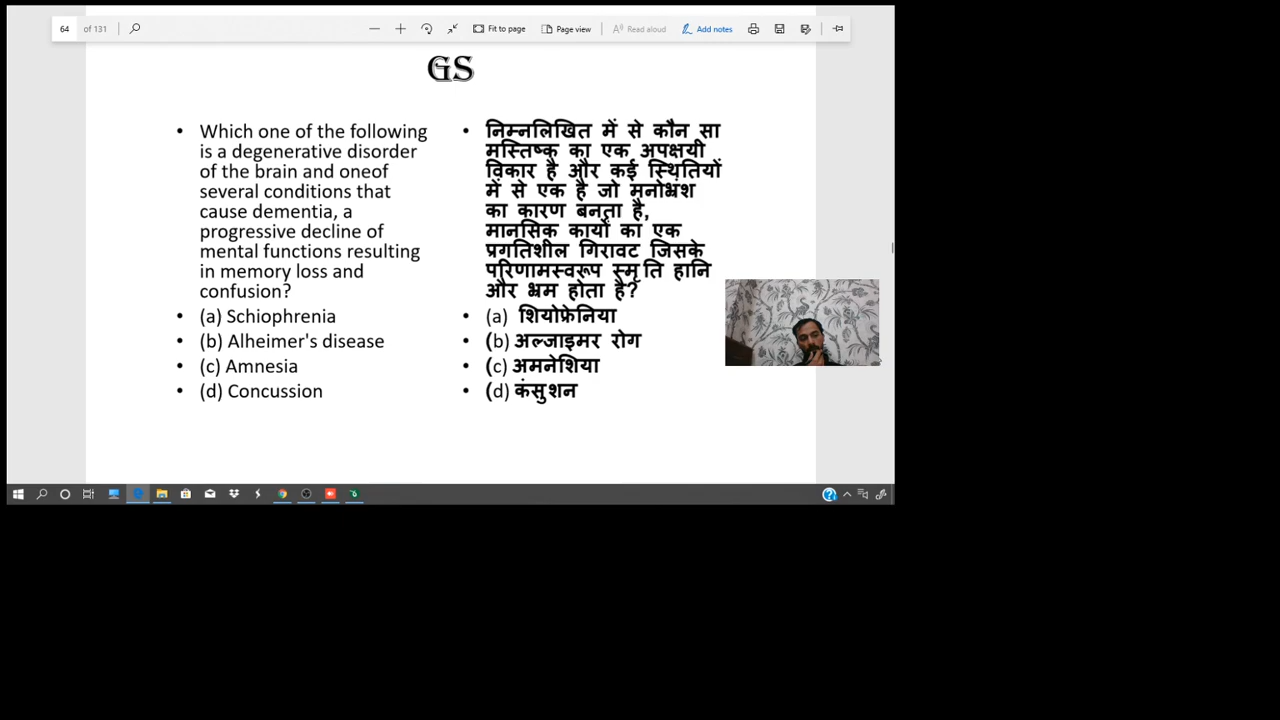 64 of 131 Fit to page Page view Read aloud Add notes
GS
• Which one of the following
is a degenerative disorder
of the brain and oneof
several conditions that
cause dementia, a
progressive decline of
mental functions resulting
in memory loss and
confusion?
• (a) Schiophrenia
• (b) Alheimer's disease
• (c) Amnesia
• (d) Concussion
• निम्नलिखित में से कौन सा
मस्तिष्क का एक अपक्षयी
विकार है और कई स्थितियों
में से एक है जो मनोभ्रंश
का कारण बनता है,
मानसिक कार्यों का एक
प्रगतिशील गिरावट जिसके
परिणामस्वरूप स्मृति हानि
और भ्रम होता है?
• (a) शियोफ्रेनिया
• (b) अल्जाइमर रोग
• (c) अमनेशिया
• (d) कंसुशन